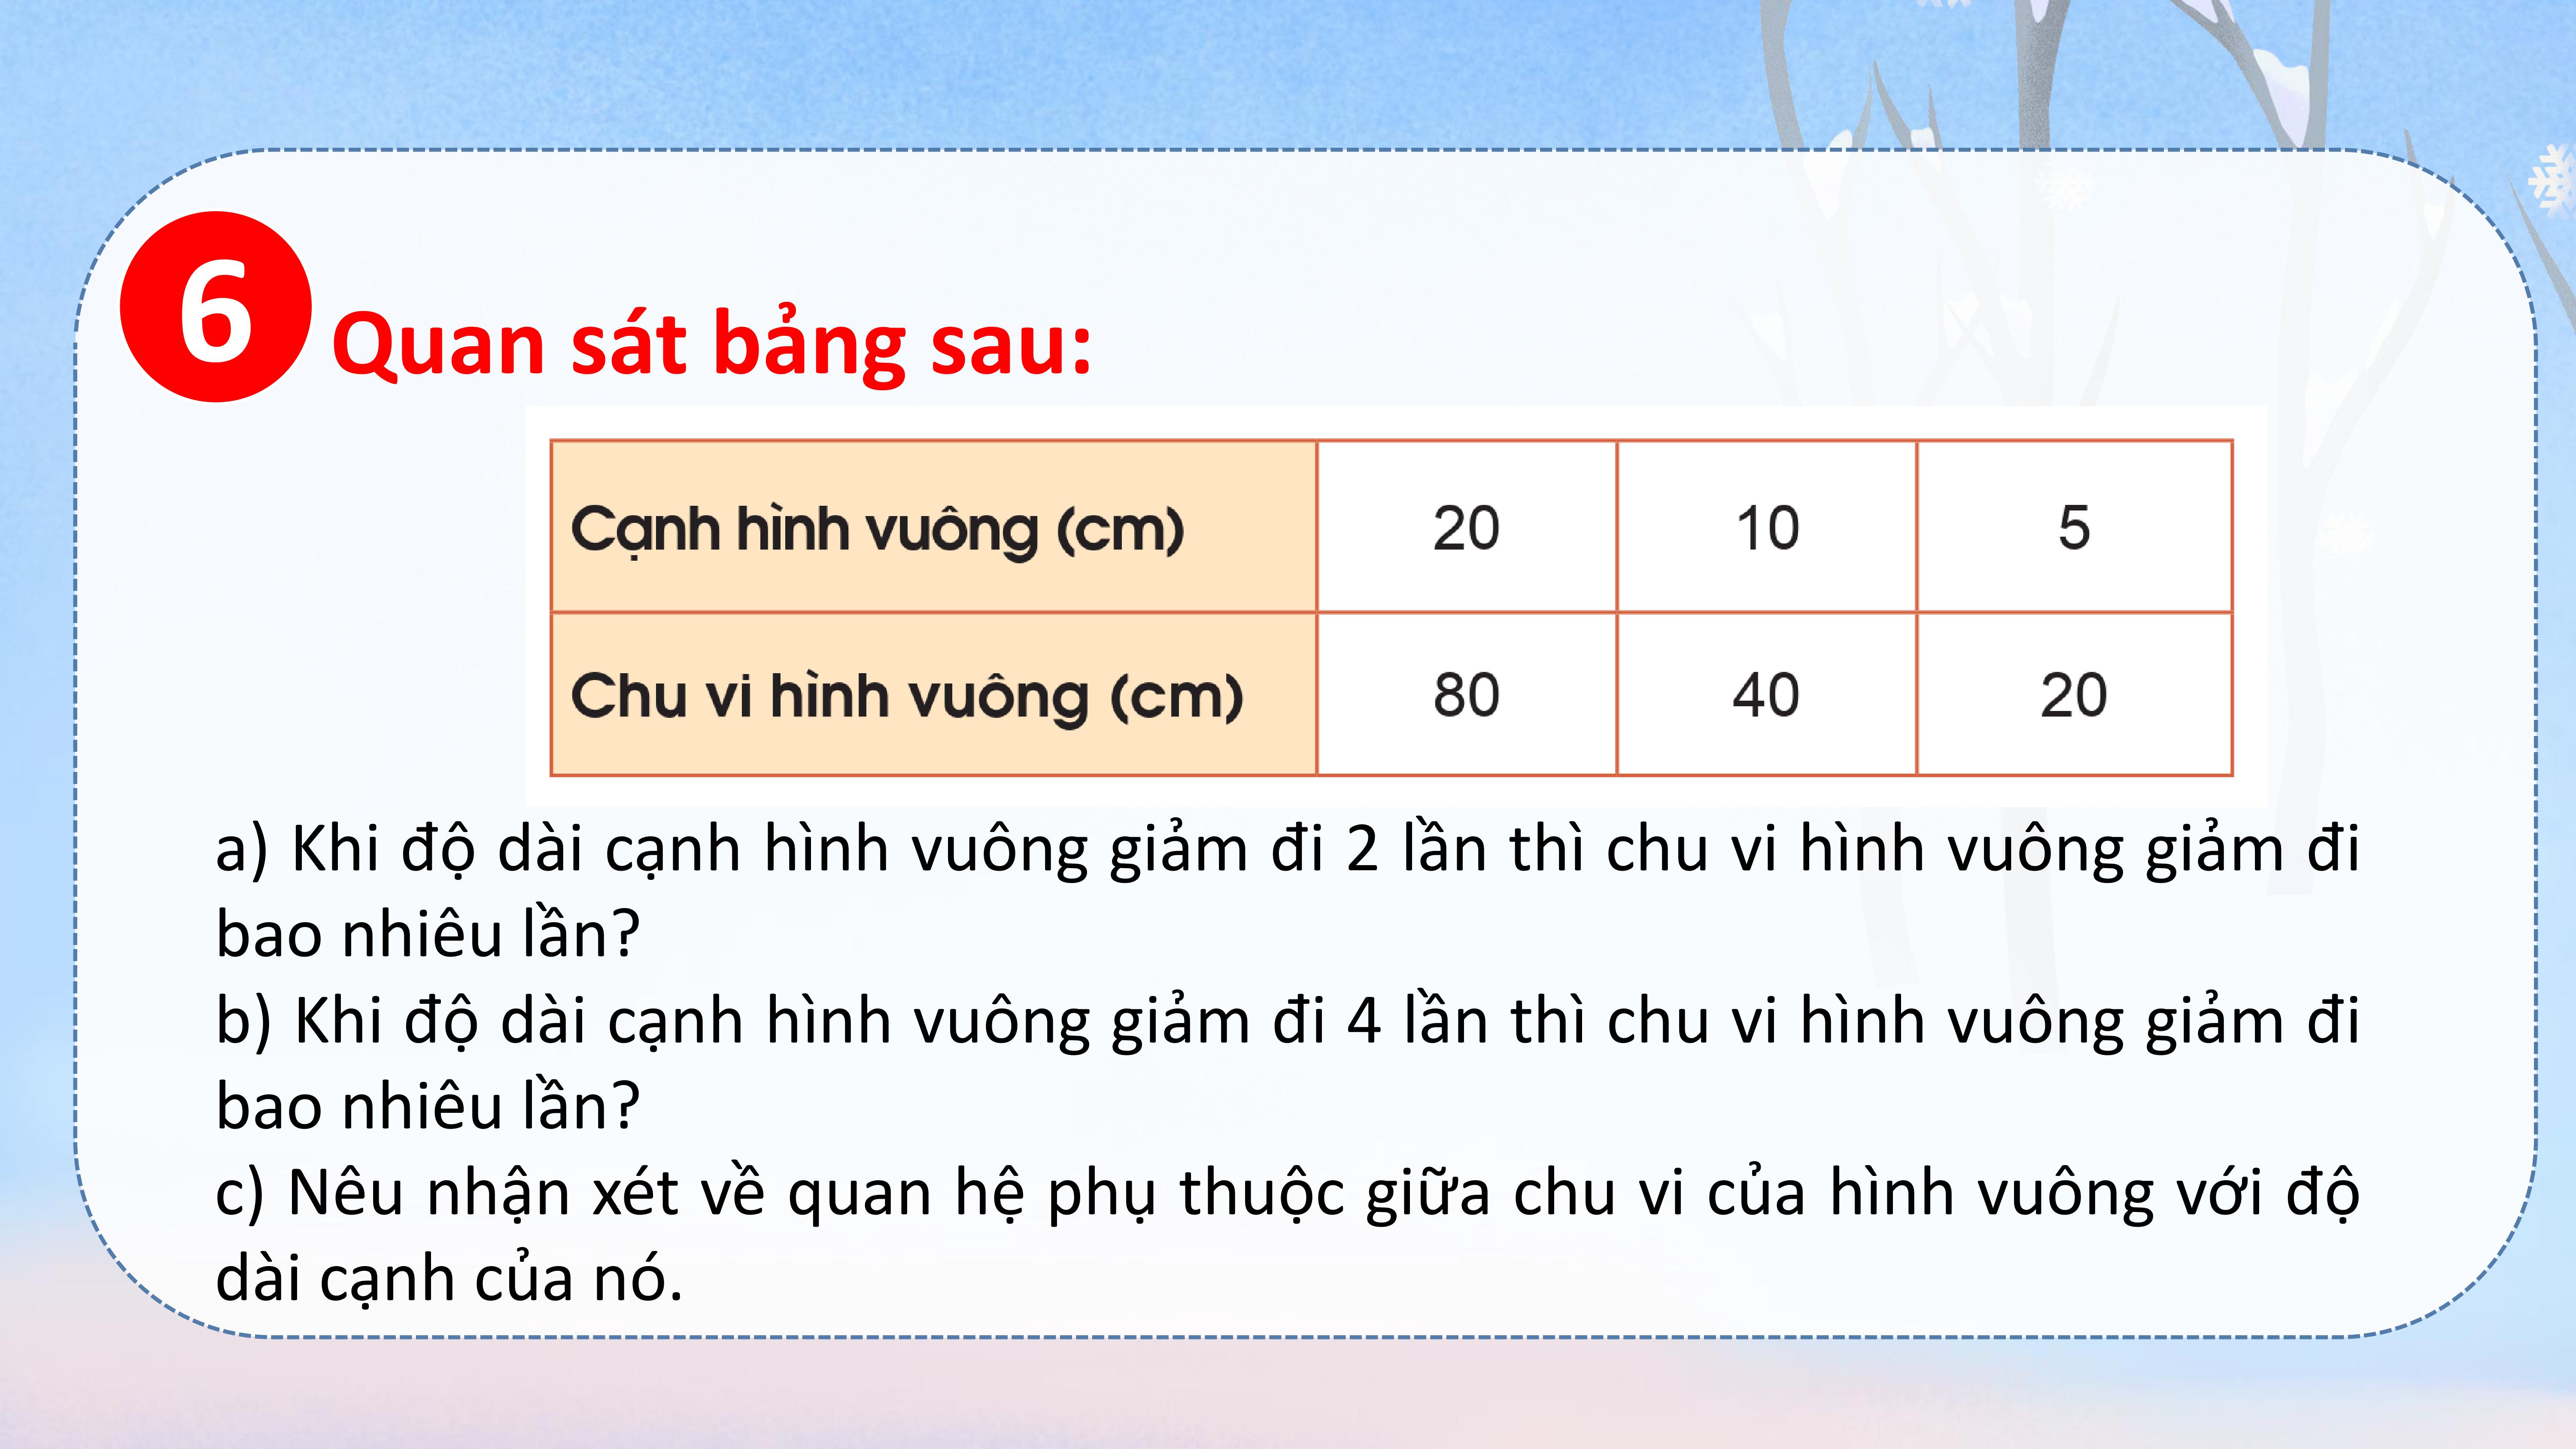 6
Quan sát bảng sau:
Cạnh hình vuông (cm) 20 10 5
Chu vi hình vuông (cm) 80 40 20
a) Khi độ dài cạnh hình vuông giảm đi 2 lần thì chu vi hình vuông giảm đi
bao nhiêu lần?
b) Khi độ dài cạnh hình vuông giảm đi 4 lần thì chu vi hình vuông giảm đi
bao nhiêu lần?
c) Nêu nhận xét về quan hệ phụ thuộc giữa chu vi của hình vuông với độ
dài cạnh của nó.